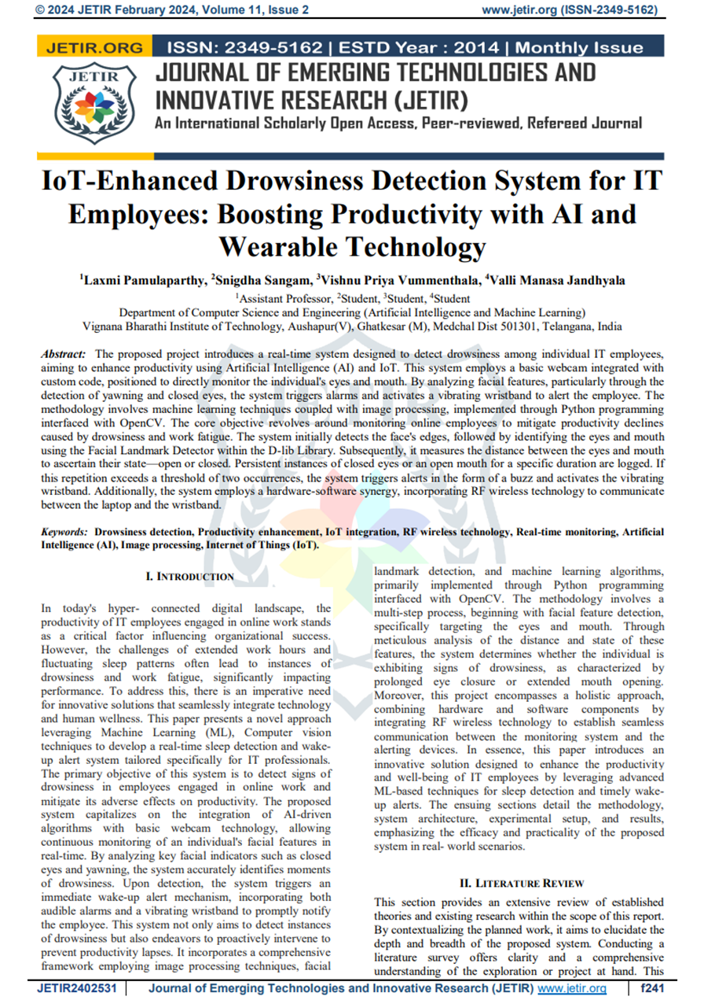 © 2024 JETIR February 2024, Volume 11, Issue 2 www.jetir.org (ISSN-2349-5162)
JETIR.ORG ISSN: 2349-5162 | ESTD Year : 2014 | Monthly Issue
JETIR
JOURNAL OF EMERGING TECHNOLOGIES AND
INNOVATIVE RESEARCH (JETIR)
An International Scholarly Open Access, Peer-reviewed, Refereed Journal
IoT-Enhanced Drowsiness Detection System for IT
Employees: Boosting Productivity with AI and
Wearable Technology
¹Laxmi Pamulaparthy, ²Snigdha Sangam, ³Vishnu Priya Vummenthala, ⁴Valli Manasa Jandhyala
¹Assistant Professor, ²Student, ³Student, ⁴Student
Department of Computer Science and Engineering (Artificial Intelligence and Machine Learning)
Vignana Bharathi Institute of Technology, Aushapur(V), Ghatkesar (M), Medchal Dist 501301, Telangana, India
Abstract: The proposed project introduces a real-time system designed to detect drowsiness among individual IT employees,
aiming to enhance productivity using Artificial Intelligence (AI) and IoT. This system employs a basic webcam integrated with
custom code, positioned to directly monitor the individual's eyes and mouth. By analyzing facial features, particularly through the
detection of yawning and closed eyes, the system triggers alarms and activates a vibrating wristband to alert the employee. The
methodology involves machine learning techniques coupled with image processing, implemented through Python programming
interfaced with OpenCV. The core objective revolves around monitoring online employees to mitigate productivity declines
caused by drowsiness and work fatigue. The system initially detects the face's edges, followed by identifying the eyes and mouth
using the Facial Landmark Detector within the D-lib Library. Subsequently, it measures the distance between the eyes and mouth
to ascertain their state—open or closed. Persistent instances of closed eyes or an open mouth for a specific duration are logged. If
this repetition exceeds a threshold of two occurrences, the system triggers alerts in the form of a buzz and activates the vibrating
wristband. Additionally, the system employs a hardware-software synergy, incorporating RF wireless technology to communicate
between the laptop and the wristband.
Keywords: Drowsiness detection, Productivity enhancement, IoT integration, RF wireless technology, Real-time monitoring, Artificial
Intelligence (AI), Image processing, Internet of Things (IoT).
I. INTRODUCTION
In today's hyper- connected digital landscape, the
productivity of IT employees engaged in online work stands
as a critical factor influencing organizational success.
However, the challenges of extended work hours and
fluctuating sleep patterns often lead to instances of
drowsiness and work fatigue, significantly impacting
performance. To address this, there is an imperative need
for innovative solutions that seamlessly integrate technology
and human wellness. This paper presents a novel approach
leveraging Machine Learning (ML), Computer vision
techniques to develop a real-time sleep detection and wake-
up alert system tailored specifically for IT professionals.
The primary objective of this system is to detect signs of
drowsiness in employees engaged in online work and
mitigate its adverse effects on productivity. The proposed
system capitalizes on the integration of AI-driven
algorithms with basic webcam technology, allowing
continuous monitoring of an individual's facial features in
real-time. By analyzing key facial indicators such as closed
eyes and yawning, the system accurately identifies moments
of drowsiness. Upon detection, the system triggers an
immediate wake-up alert mechanism, incorporating both
audible alarms and a vibrating wristband to promptly notify
the employee. This system not only aims to detect instances
of drowsiness but also endeavors to proactively intervene to
prevent productivity lapses. It incorporates a comprehensive
framework employing image processing techniques, facial
landmark detection, and machine learning algorithms,
primarily implemented through Python programming
interfaced with OpenCV. The methodology involves a
multi-step process, beginning with facial feature detection,
specifically targeting the eyes and mouth. Through
meticulous analysis of the distance and state of these
features, the system determines whether the individual is
exhibiting signs of drowsiness, as characterized by
prolonged eye closure or extended mouth opening.
Moreover, this project encompasses a holistic approach,
combining hardware and software components by
integrating RF wireless technology to establish seamless
communication between the monitoring system and the
alerting devices. In essence, this paper introduces an
innovative solution designed to enhance the productivity
and well-being of IT employees by leveraging advanced
ML-based techniques for sleep detection and timely wake-
up alerts. The ensuing sections detail the methodology,
system architecture, experimental setup, and results,
emphasizing the efficacy and practicality of the proposed
system in real- world scenarios.
II. LITERATURE REVIEW
This section provides an extensive review of established
theories and existing research within the scope of this report.
By contextualizing the planned work, it aims to elucidate the
depth and breadth of the proposed system. Conducting a
literature survey offers clarity and a comprehensive
understanding of the exploration or project at hand. This
JETIR2402531 Journal of Emerging Technologies and Innovative Research (JETIR) www.jetir.org f241